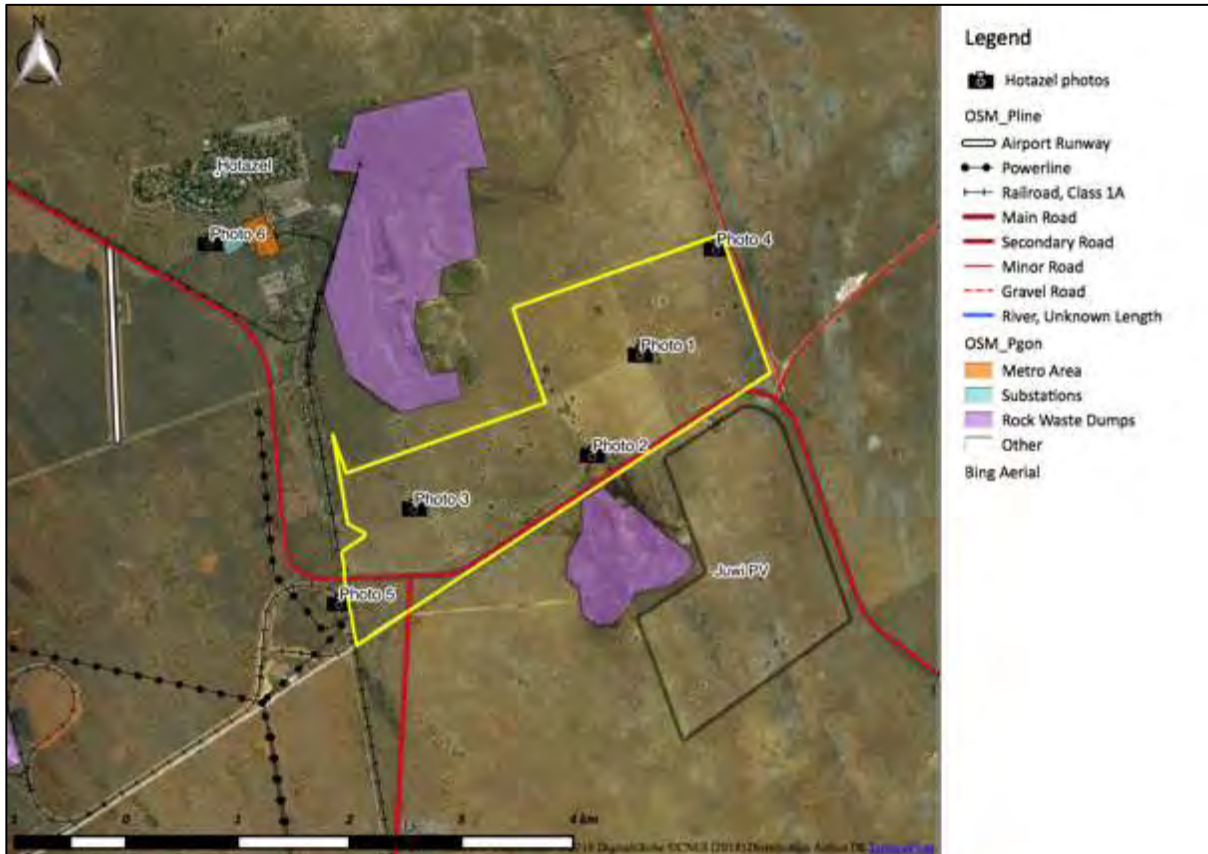 N
Hotazel
Photo 6
Photo 4
Photo 1
Photo 2
Photo 3
Photo 5
Juwi PV
1 0 1 2 3 4 km
Legend
Hotazel photos
OSM_Pline
Airport Runway
Powerline
Railroad, Class 1A
Main Road
Secondary Road
Minor Road
Gravel Road
River, Unknown Length
OSM_Pgon
Metro Area
Substations
Rock Waste Dumps
Other
Bing Aerial